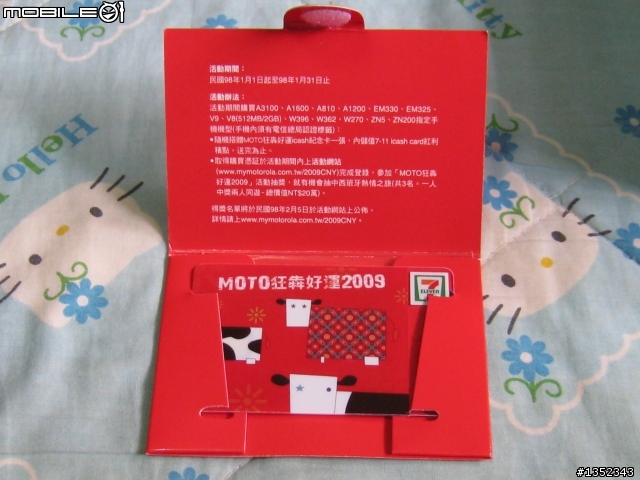 MOBILE01
活動期間：
民國98年1月1日起至98年1月31日止
活動辦法：
活動期間購買A3100、A1600、A810、A1200、EM330、EM325、
V9、V8(512MB/2GB)、W396、W362、W270、ZN5、ZN200指定手
機機型(手機內須有電信總局認證標籤)：
•隨機搭贈MOTO狂犇好運icash紀念卡一張，內儲值7-11 icash card紅利
積點，送完為止。
•取得購買憑証於活動期間內上活動網站
(www.mymotorola.com.tw/2009CNY)完成登錄，參加「MOTO狂犇
好運2009」活動抽獎，就有機會抽中西班牙熱情之旅(共3名，一人
中獎兩人同遊-總價值NT$20萬)。
得獎名單將於民國98年2月5日於活動網站上公佈。
詳情請上www.mymotorola.com.tw/2009CNY。
MOTO狂犇好運2009
7
ELEVEN
Hello
Kitty
Hello
#1352343